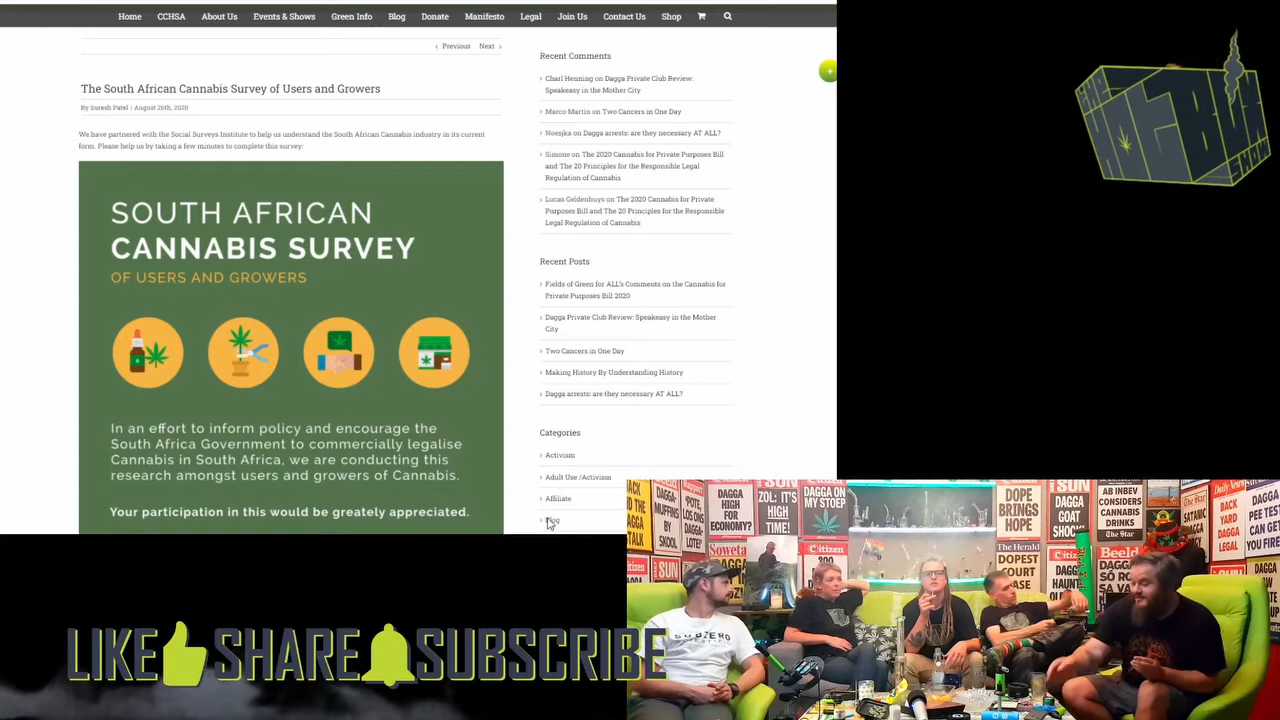 Home CCHSA About Us Events & Shows Green Info Blog Donate Manifesto Legal Join Us Contact Us Shop
‹ Previous Next ›
The South African Cannabis Survey of Users and Growers
By Suresh Patel | August 26th, 2020
We have partnered with the Social Surveys Institute to help us understand the South African Cannabis industry in its current
form. Please help us by taking a few minutes to complete this survey:
SOUTH AFRICAN
CANNABIS SURVEY
OF USERS AND GROWERS
In an effort to inform policy and encourage the
South Africa Government to commercially legalise
Cannabis in South Africa, we are conducting this
research amongst users and growers of Cannabis.
Your participation in this would be greately appreciated.
Recent Comments
Charl Henning on Dagga Private Club Review:
Speakeasy in the Mother City
Marco Martin on Two Cancers in One Day
Noesjka on Dagga arrests: are they necessary AT ALL?
Simone on The 2020 Cannabis for Private Purposes Bill
and The 20 Principles for the Responsible Legal
Regulation of Cannabis
Lucas Geldenhuys on The 2020 Cannabis for Private
Purposes Bill and The 20 Principles for the Responsible
Legal Regulation of Cannabis
Recent Posts
Fields of Green for ALL's Comments on the Cannabis for
Private Purposes Bill 2020
Dagga Private Club Review: Speakeasy in the Mother
City
Two Cancers in One Day
Making History By Understanding History
Dagga arrests: are they necessary AT ALL?
Categories
Activism
Adult Use /Activism
Affiliate
Blog
DAGGA
HIGH
FOR
ECONOMY?
ZOL: IT'S
HIGH
TIME!
DAGGA
ON MY
STEP
Citizen
DOPE
BRINGS
HOPE
The Herald
DOPEST
COURT
CASE
SUN
DAGGA
GOAT
SHOCK
AB INBEV
CONSIDERS
CANNABIS
DRINKS
The Star
Beeld
BACK
YARD
DAGGA
LEGAL
SUBZERO
LIKE SHARE SUBSCRIBE